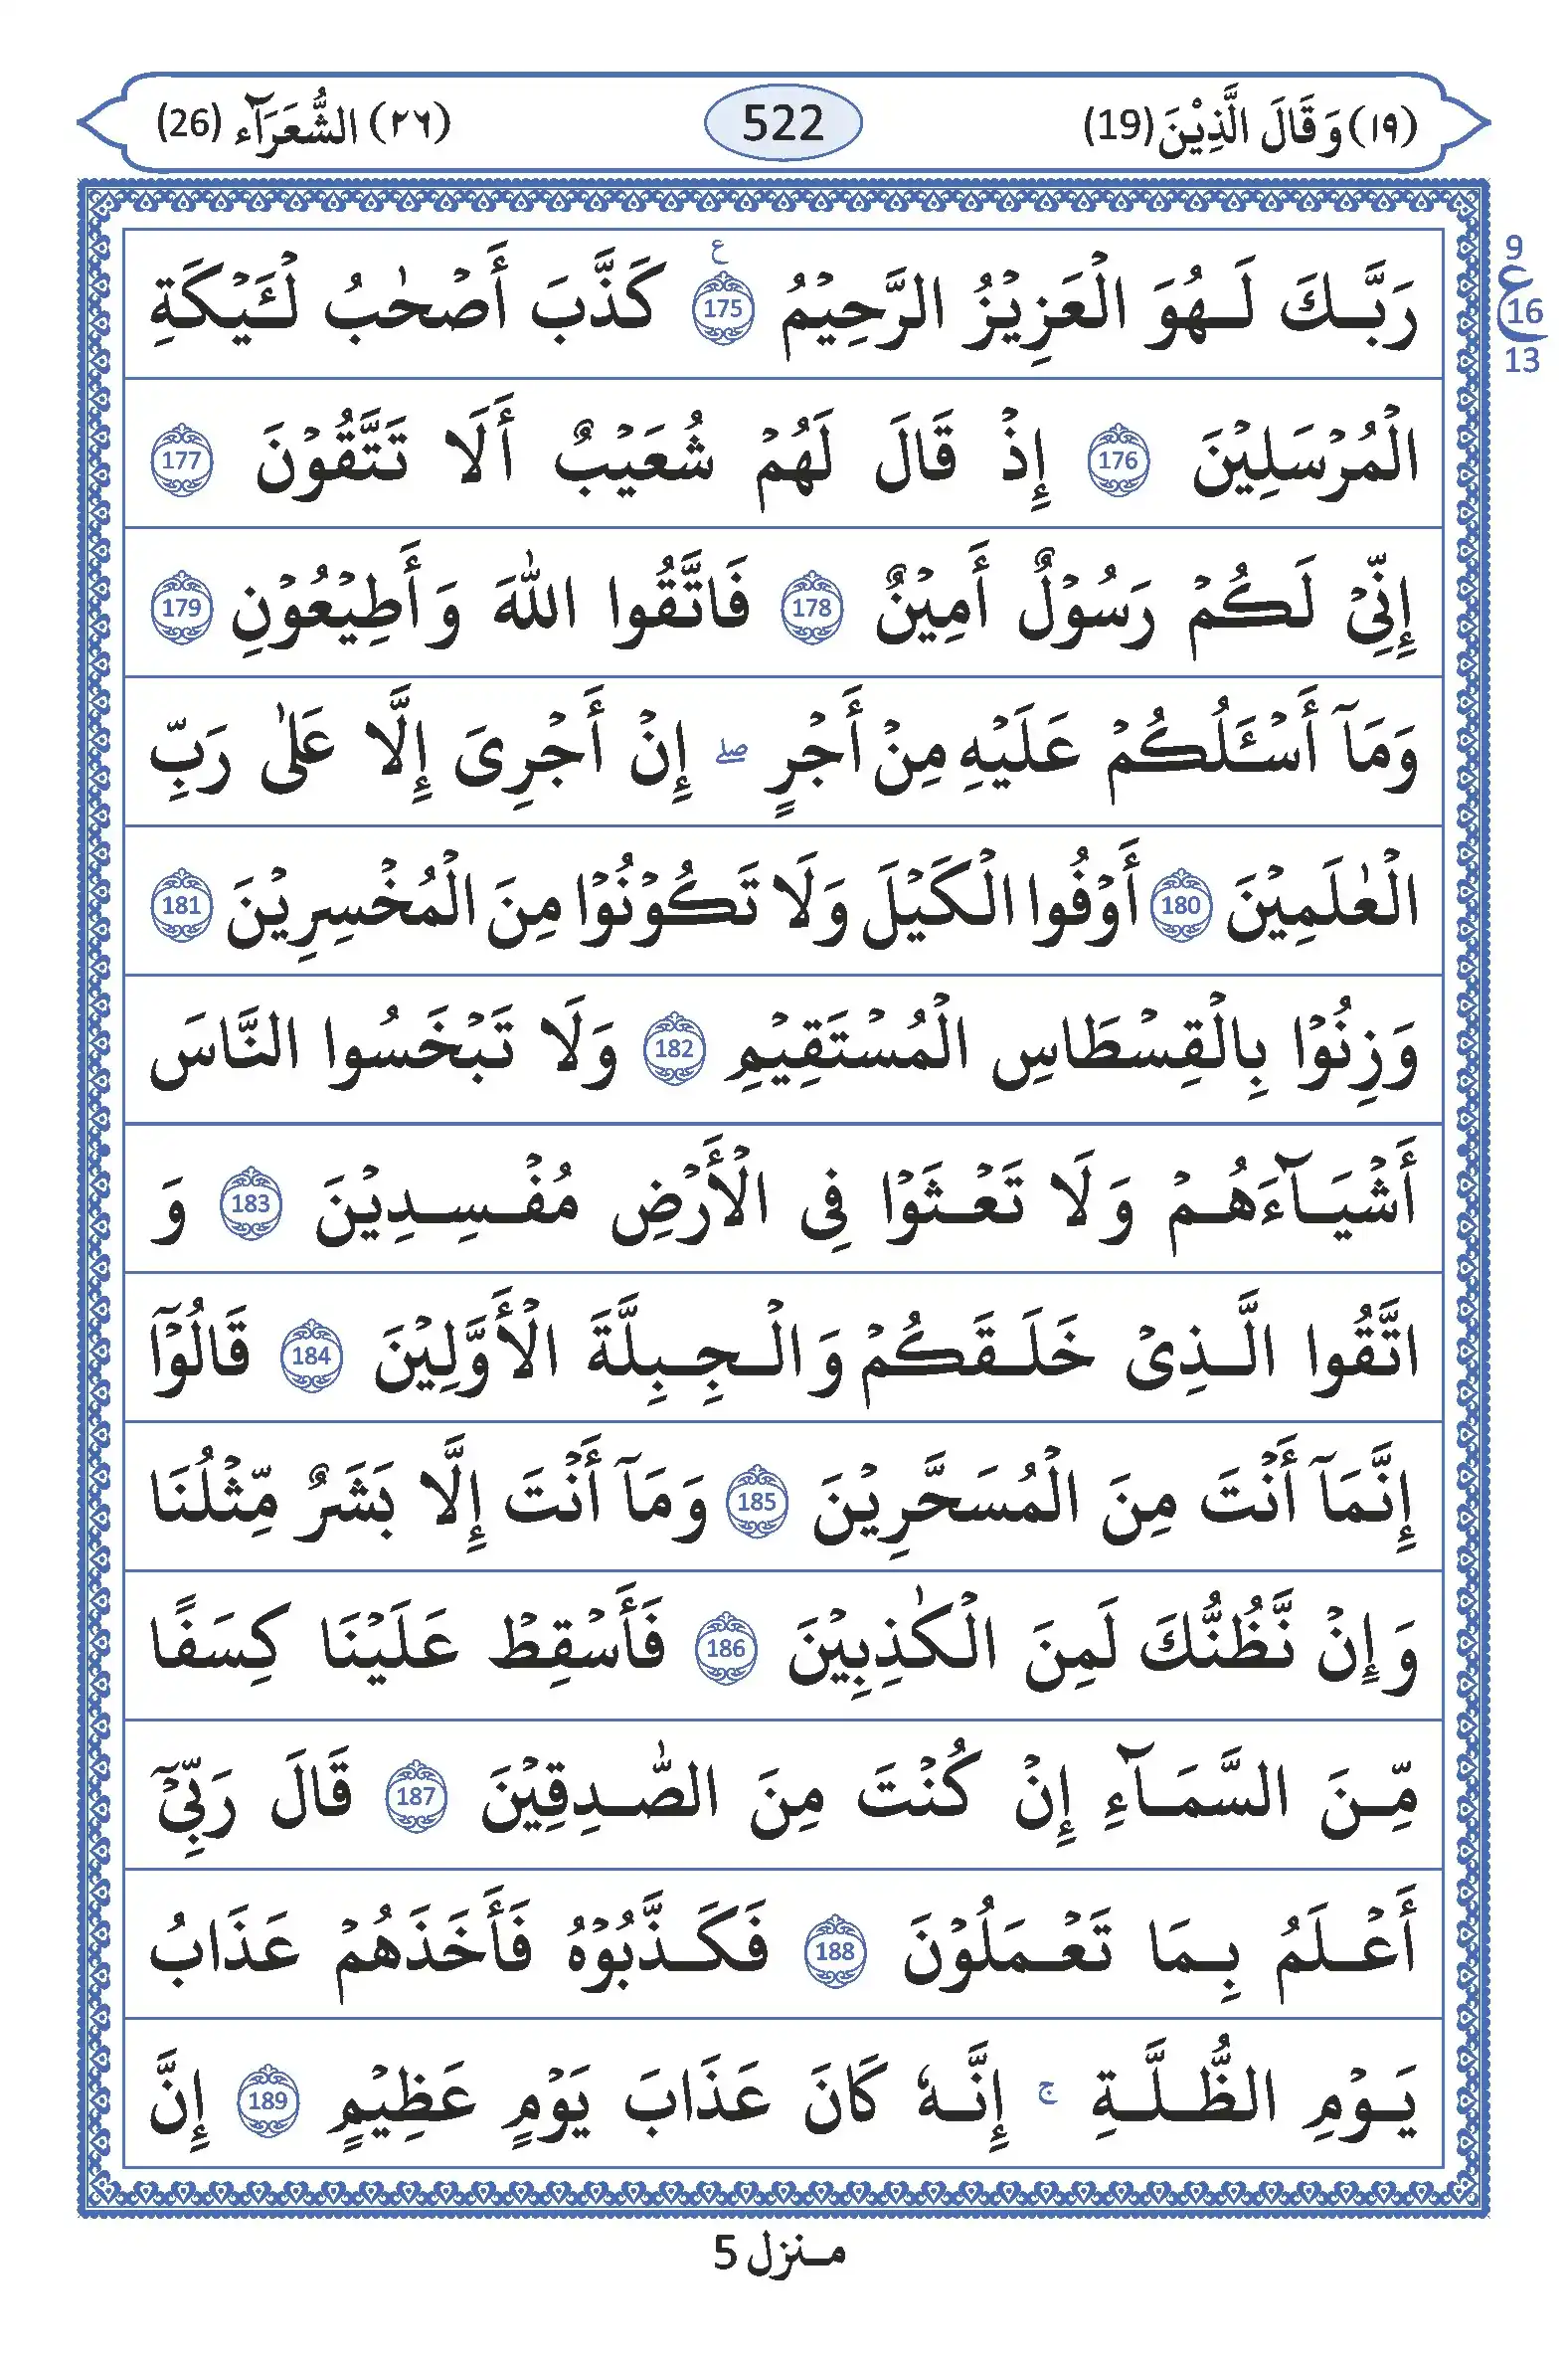 (١٩) وَقَالَ الَّذِيْنَ (19) 522 (٢٦) الشُّعَرَآء (26)
9
ع
16
13
رَبَّكَ لَهُوَ الْعَزِيْزُ الرَّحِيْمُ 175 ع كَذَّبَ أَصْحٰبُ لْئَيْكَةِ
الْمُرْسَلِيْنَ 176 إِذْ قَالَ لَهُمْ شُعَيْبٌ أَلَا تَتَّقُوْنَ 177
إِنِّيْ لَكُمْ رَسُوْلٌ أَمِيْنٌ 178 فَاتَّقُوا اللّٰهَ وَأَطِيْعُوْنِ 179
وَمَآ أَسْـَٔلُكُمْ عَلَيْهِ مِنْ أَجْرٍ ۖ إِنْ أَجْرِىَ إِلَّا عَلٰى رَبِّ
الْعٰلَمِيْنَ 180 أَوْفُوا الْكَيْلَ وَلَا تَكُوْنُوْا مِنَ الْمُخْسِرِيْنَ 181
وَزِنُوْا بِالْقِسْطَاسِ الْمُسْتَقِيْمِ 182 وَلَا تَبْخَسُوا النَّاسَ
أَشْيَآءَهُمْ وَلَا تَعْثَوْا فِى الْأَرْضِ مُفْسِدِيْنَ 183 وَ
اتَّقُوا الَّذِىْ خَلَقَكُمْ وَالْجِبِلَّةَ الْأَوَّلِيْنَ 184 قَالُوْٓا
إِنَّمَآ أَنْتَ مِنَ الْمُسَحَّرِيْنَ 185 وَمَآ أَنْتَ إِلَّا بَشَرٌ مِّثْلُنَا
وَإِنْ نَّظُنُّكَ لَمِنَ الْكٰذِبِيْنَ 186 فَأَسْقِطْ عَلَيْنَا كِسَفًا
مِّنَ السَّمَآءِ إِنْ كُنْتَ مِنَ الصّٰدِقِيْنَ 187 قَالَ رَبِّىْٓ
أَعْلَمُ بِمَا تَعْمَلُوْنَ 188 فَكَذَّبُوْهُ فَأَخَذَهُمْ عَذَابُ
يَوْمِ الظُّلَّةِ ۚ إِنَّهٗ كَانَ عَذَابَ يَوْمٍ عَظِيْمٍ 189 إِنَّ
منزل 5